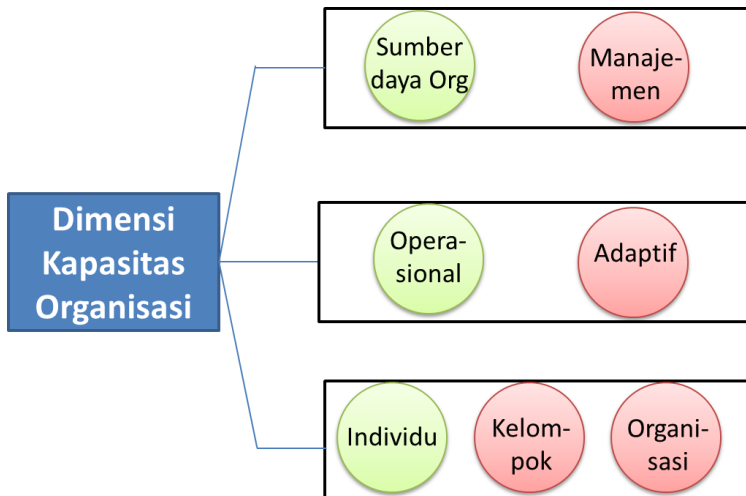 Dimensi
Kapasitas
Organisasi
Sumber
daya Org
Manaje-
men
Opera-
sional
Adaptif
Individu
Kelom-
pok
Organi-
sasi